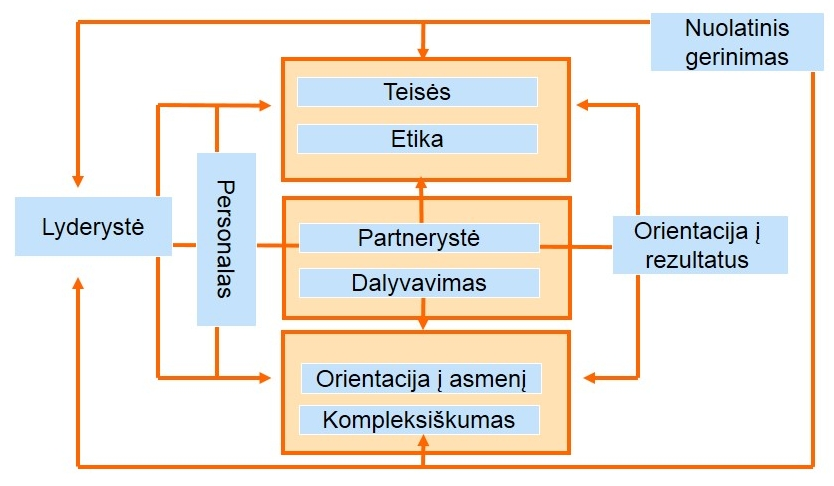 Nuolatinis
gerinimas
Teisės
Etika
Lyderystė
Personalas
Partnerystė
Dalyvavimas
Orientacija į
rezultatus
Orientacija į asmenį
Kompleksiškumas